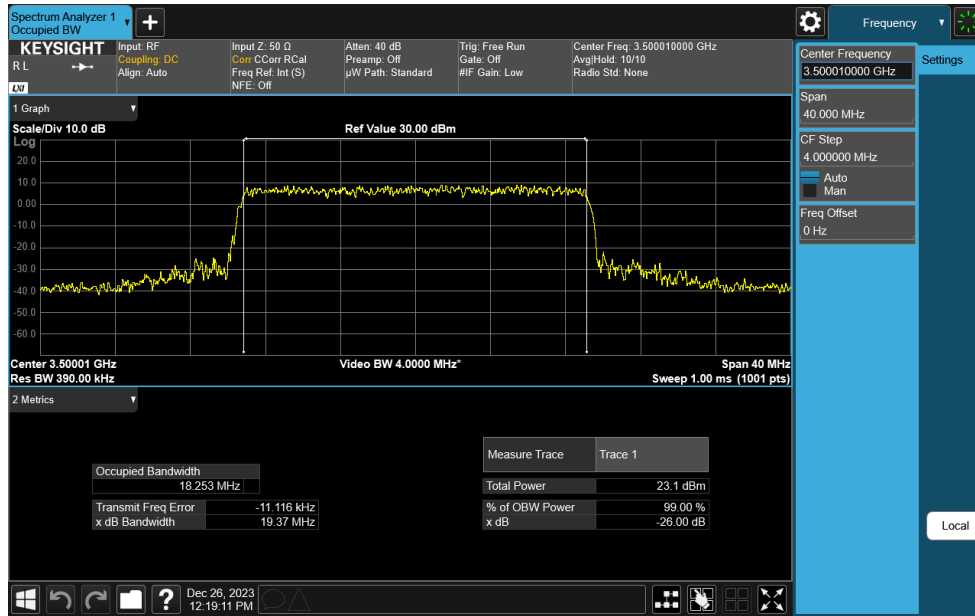 Spectrum Analyzer 1
Occupied BW
Frequency
KEYSIGHT
R L
LXI
Input: RF
Coupling: DC
Align: Auto
Input Z: 50 Ω
Corr CCorr RCal
Freq Ref: Int (S)
NFE: Off
Atten: 40 dB
Preamp: Off
µW Path: Standard
Trig: Free Run
Gate: Off
#IF Gain: Low
Center Freq: 3.500010000 GHz
Avg|Hold: 10/10
Radio Std: None
Center Frequency
3.500010000 GHz
Settings
Span
40.000 MHz
CF Step
4.000000 MHz
Auto
Man
Freq Offset
0 Hz
Local
1 Graph
Scale/Div 10.0 dB
Ref Value 30.00 dBm
Log
20.0
10.0
0.00
-10.0
-20.0
-30.0
-40.0
-50.0
-60.0
Center 3.50001 GHz
Video BW 4.0000 MHz*
Span 40 MHz
Res BW 390.00 kHz
Sweep 1.00 ms (1001 pts)
2 Metrics
Measure Trace
Trace 1
Occupied Bandwidth
18.253 MHz
Total Power
23.1 dBm
Transmit Freq Error
-11.116 kHz
% of OBW Power
99.00 %
x dB Bandwidth
19.37 MHz
x dB
-26.00 dB
?
Dec 26, 2023
12:19:11 PM